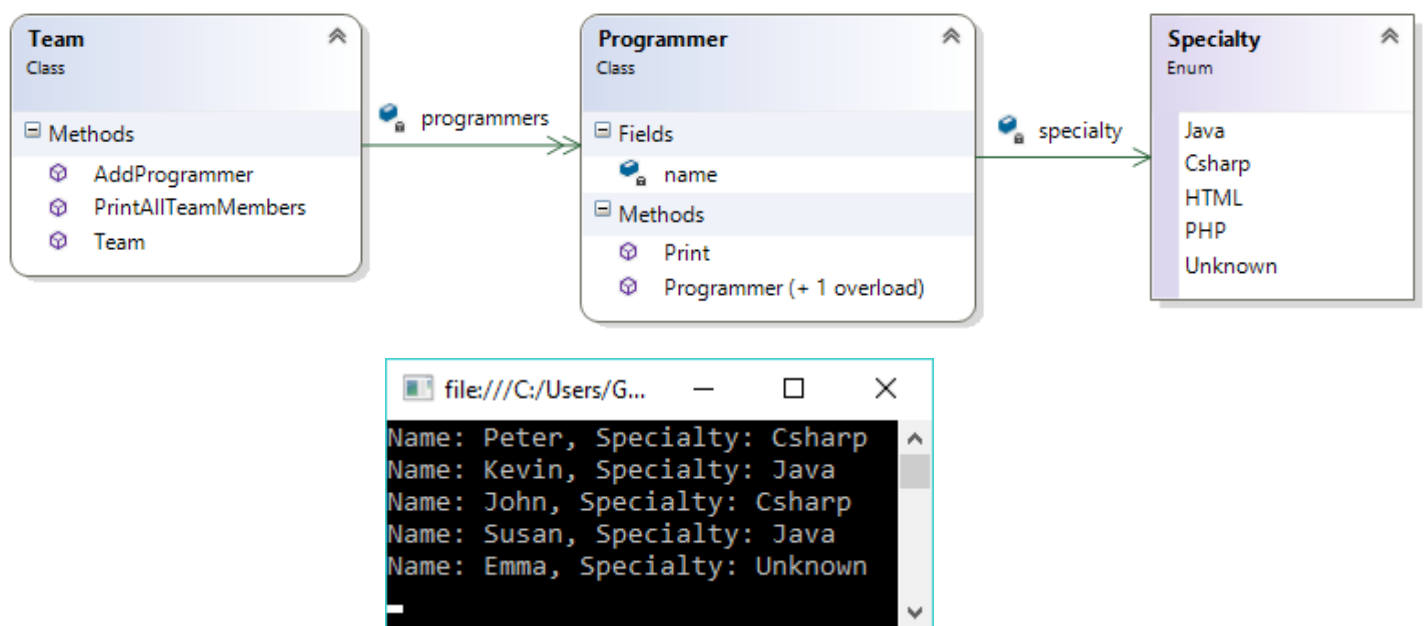 Team
Class
Methods
AddProgrammer
PrintAllTeamMembers
Team
programmers
Programmer
Class
Fields
name
Methods
Print
Programmer (+ 1 overload)
specialty
Specialty
Enum
Java
Csharp
HTML
PHP
Unknown
file:///C:/Users/G...
Name: Peter, Specialty: Csharp
Name: Kevin, Specialty: Java
Name: John, Specialty: Csharp
Name: Susan, Specialty: Java
Name: Emma, Specialty: Unknown